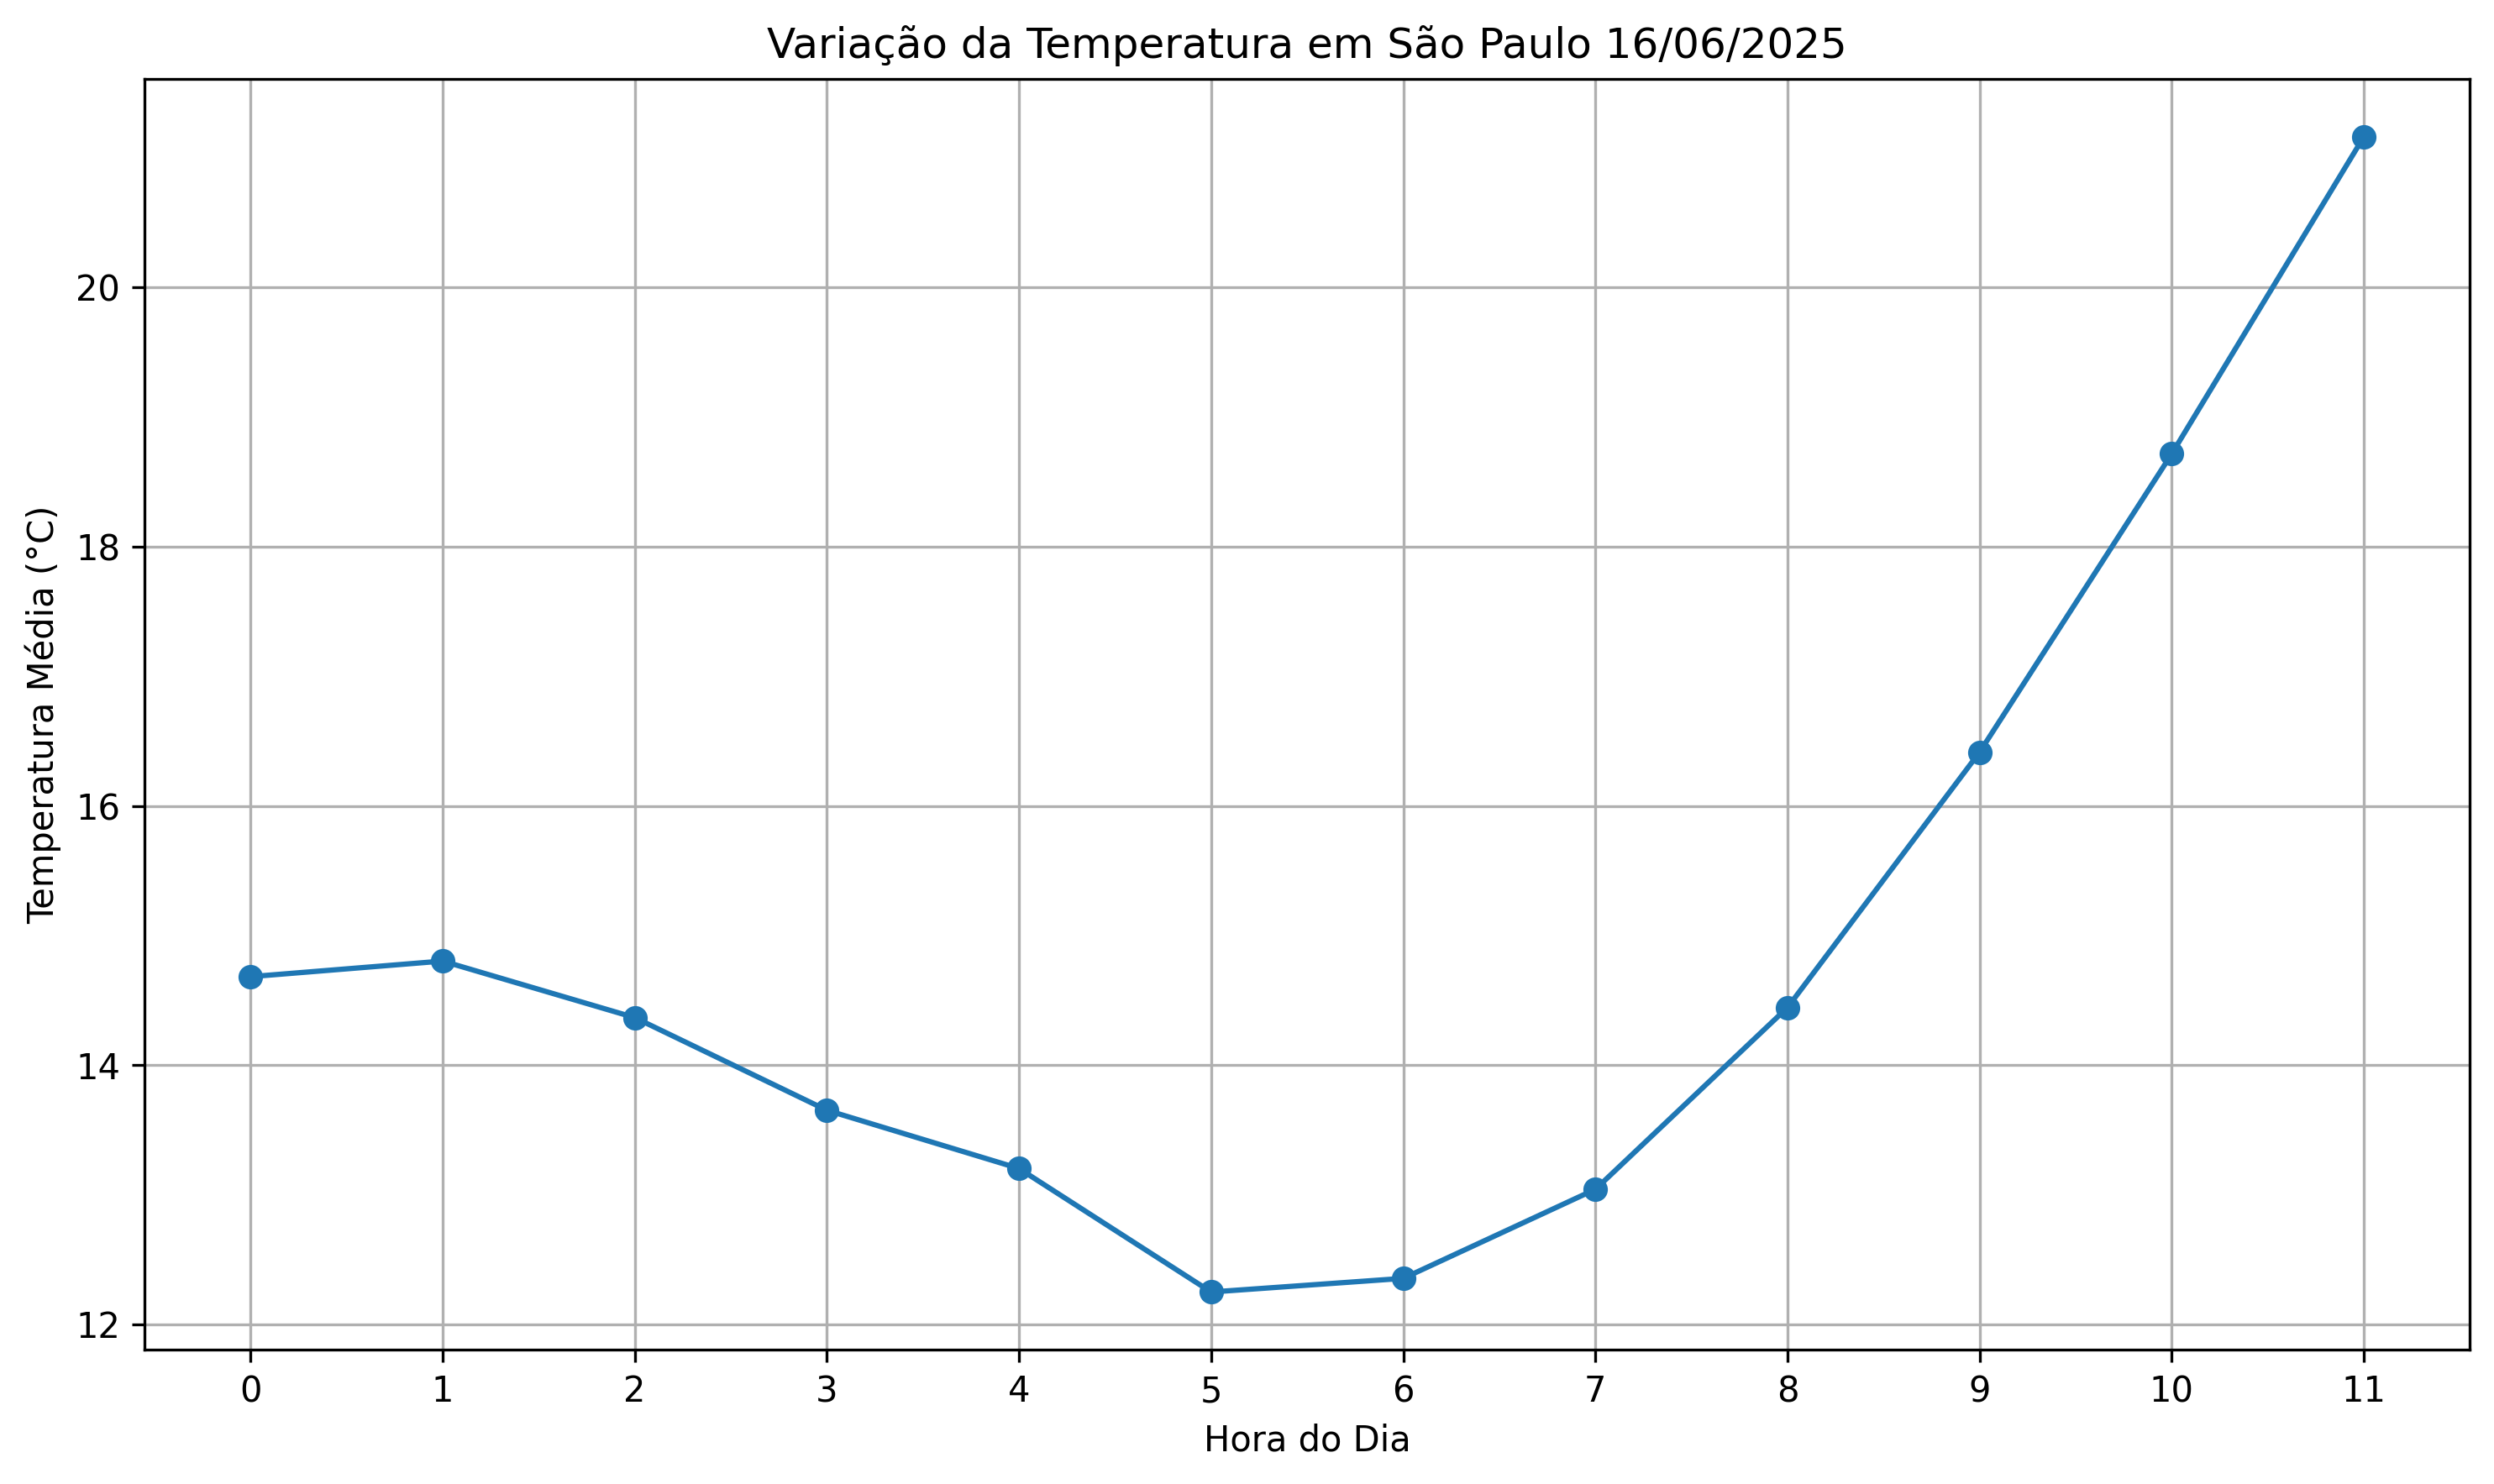 Variação da Temperatura em São Paulo 16/06/2025
Temperatura Média (°C)
20
18
16
14
12
0 1 2 3 4 5 6 7 8 9 10 11
Hora do Dia